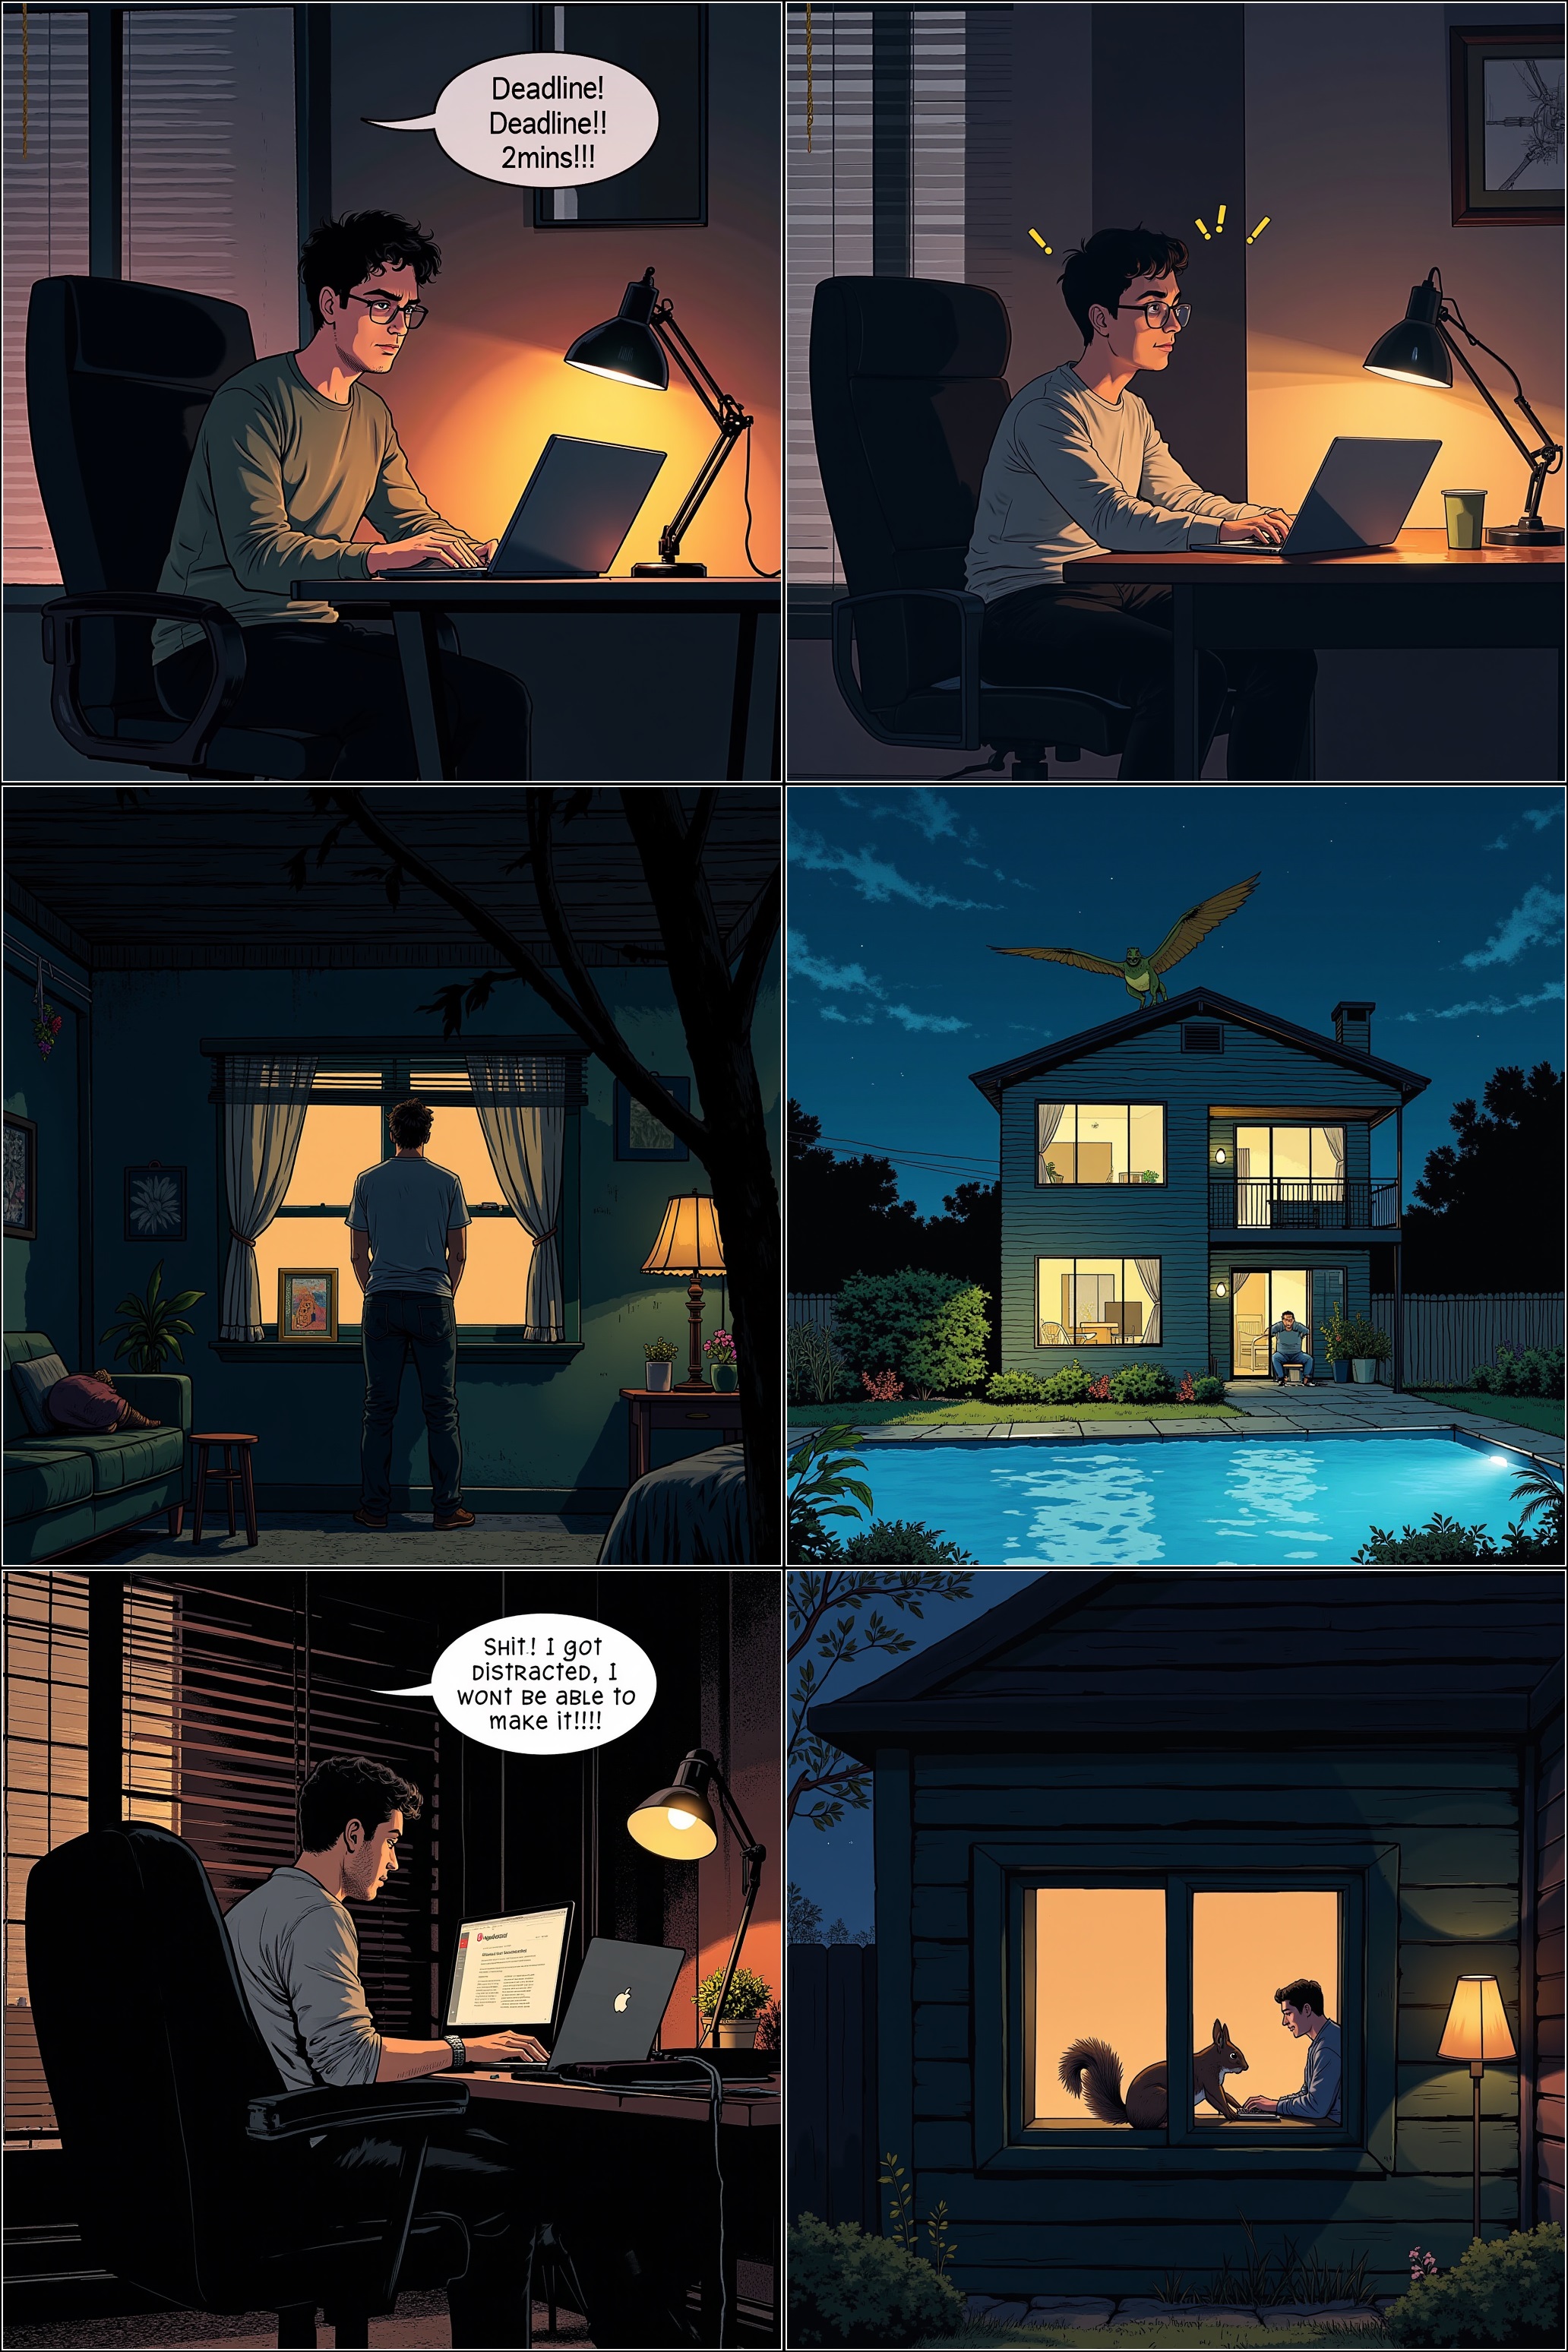 Deadline!
Deadline!!
2mins!!!
Shit! I got
distracted, I
wont be able to
make it!!!!